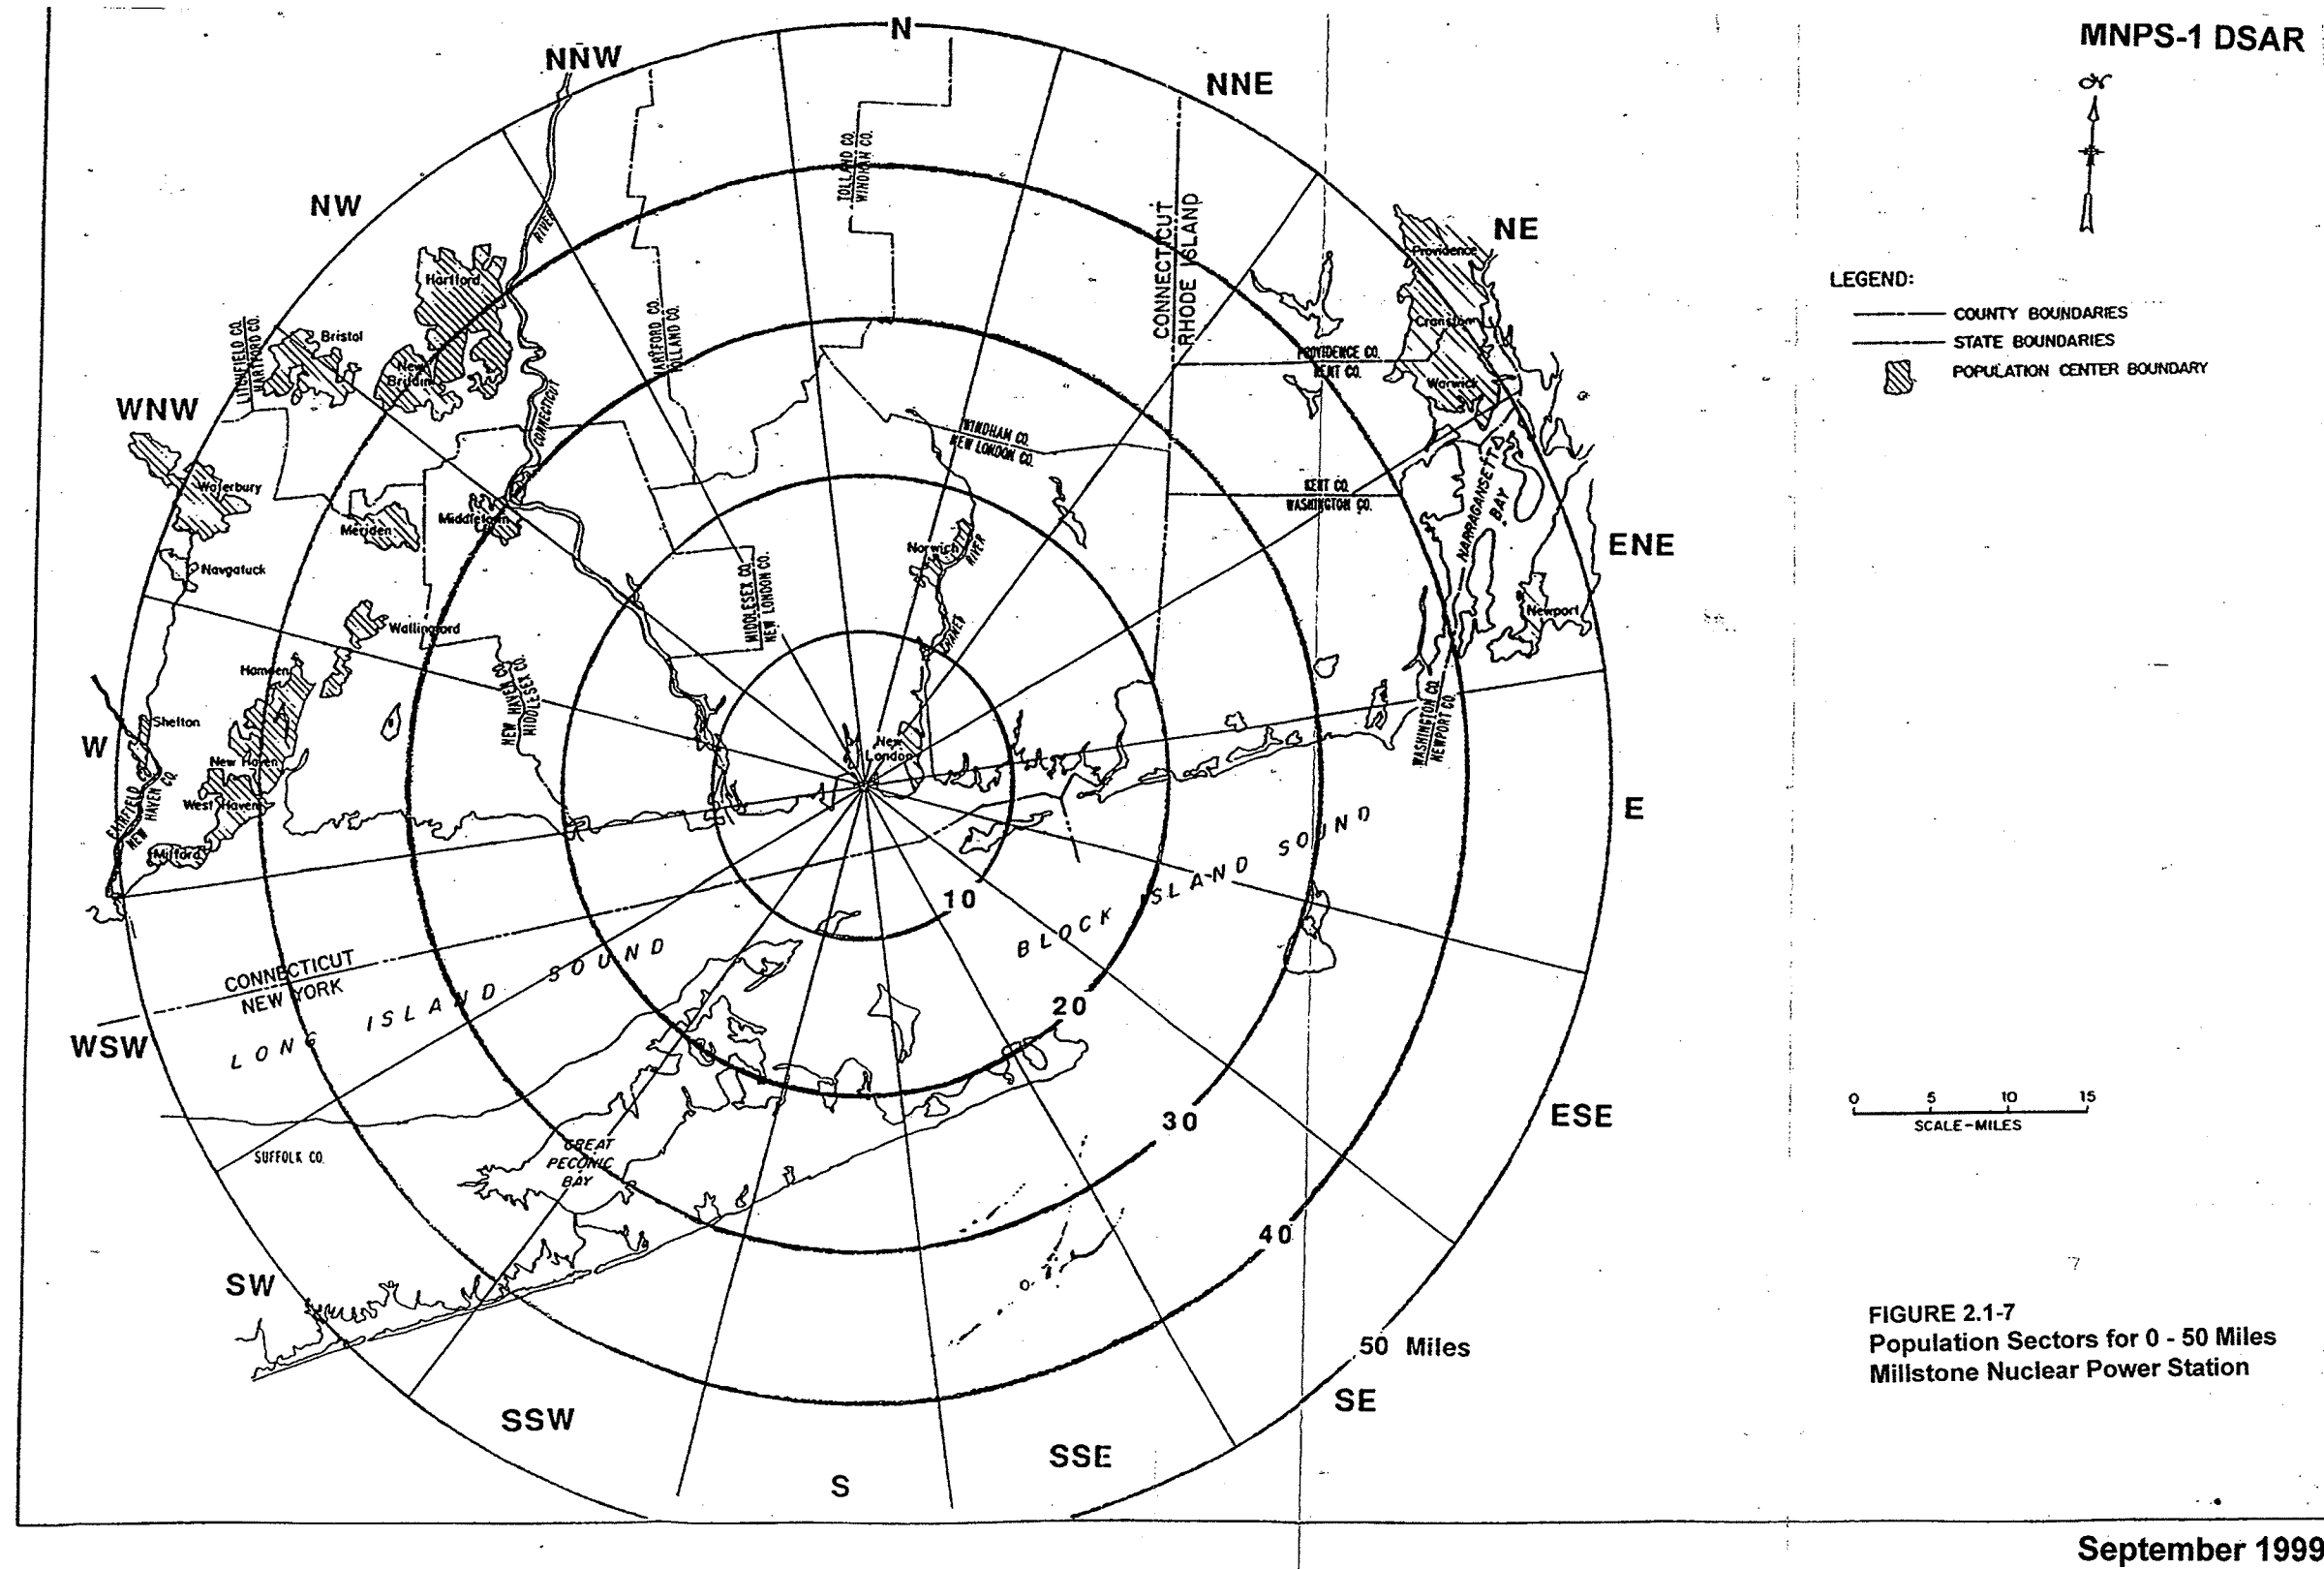 MNPS-1 DSAR
N
NNW
NNE
NW
NE
WNW
ENE
W
E
WSW
ESE
SW
SE
SSW
SSE
S
LEGEND:
COUNTY BOUNDARIES
STATE BOUNDARIES
POPULATION CENTER BOUNDARY
TOLLAND CO.
WINDHAM CO.
CONNECTICUT
RHODE ISLAND
RIVER
Hartford
Providence
Cranston
Warwick
PROVIDENCE CO.
KENT CO.
LITCHFIELD CO.
HARTFORD CO.
Bristol
New
Britain
HARTFORD CO.
TOLLAND CO.
CONNECTICUT
WINDHAM CO.
NEW LONDON CO.
KENT CO.
WASHINGTON CO.
NARRAGANSETT
BAY
Waterbury
Meriden
Middletown
Norwich
RIVER
THAMES
Naugatuck
MIDDLESEX CO.
NEW LONDON CO.
Newport
Wallingford
Hamden
NEW HAVEN CO.
MIDDLESEX CO.
WASHINGTON CO.
NEWPORT CO.
Shelton
New
London
New Haven
West Haven
FAIRFIELD CO.
NEW HAVEN CO.
Milford
10
20
30
40
50 Miles
BLOCK ISLAND SOUND
CONNECTICUT
NEW YORK
LONG ISLAND SOUND
SUFFOLK CO.
GREAT
PECONIC
BAY
0 5 10 15
SCALE-MILES
FIGURE 2.1-7
Population Sectors for 0 - 50 Miles
Millstone Nuclear Power Station
September 1999